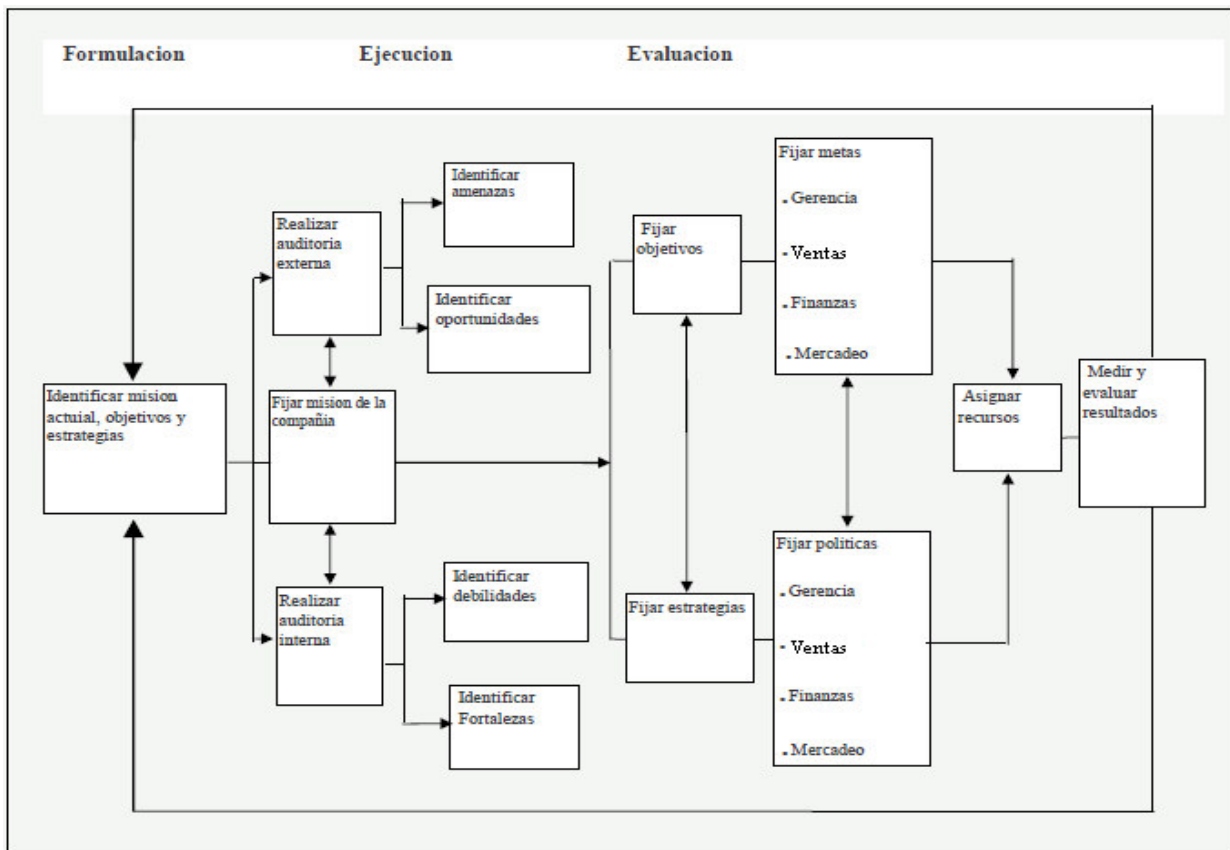 Formulacion Ejecucion Evaluacion
Identificar mision
actuial, objetivos y
estrategias
Realizar
auditoria
externa
Identificar
amenazas
Identificar
oportunidades
Fijar mision de la
compañia
Realizar
auditoria
interna
Identificar
debilidades
Identificar
Fortalezas
Fijar
objetivos
Fijar estrategias
Fijar metas
. Gerencia
- Ventas
. Finanzas
. Mercadeo
Fijar politicas
. Gerencia
- Ventas
. Finanzas
. Mercadeo
Asignar
recursos
Medir y
evaluar
resultados